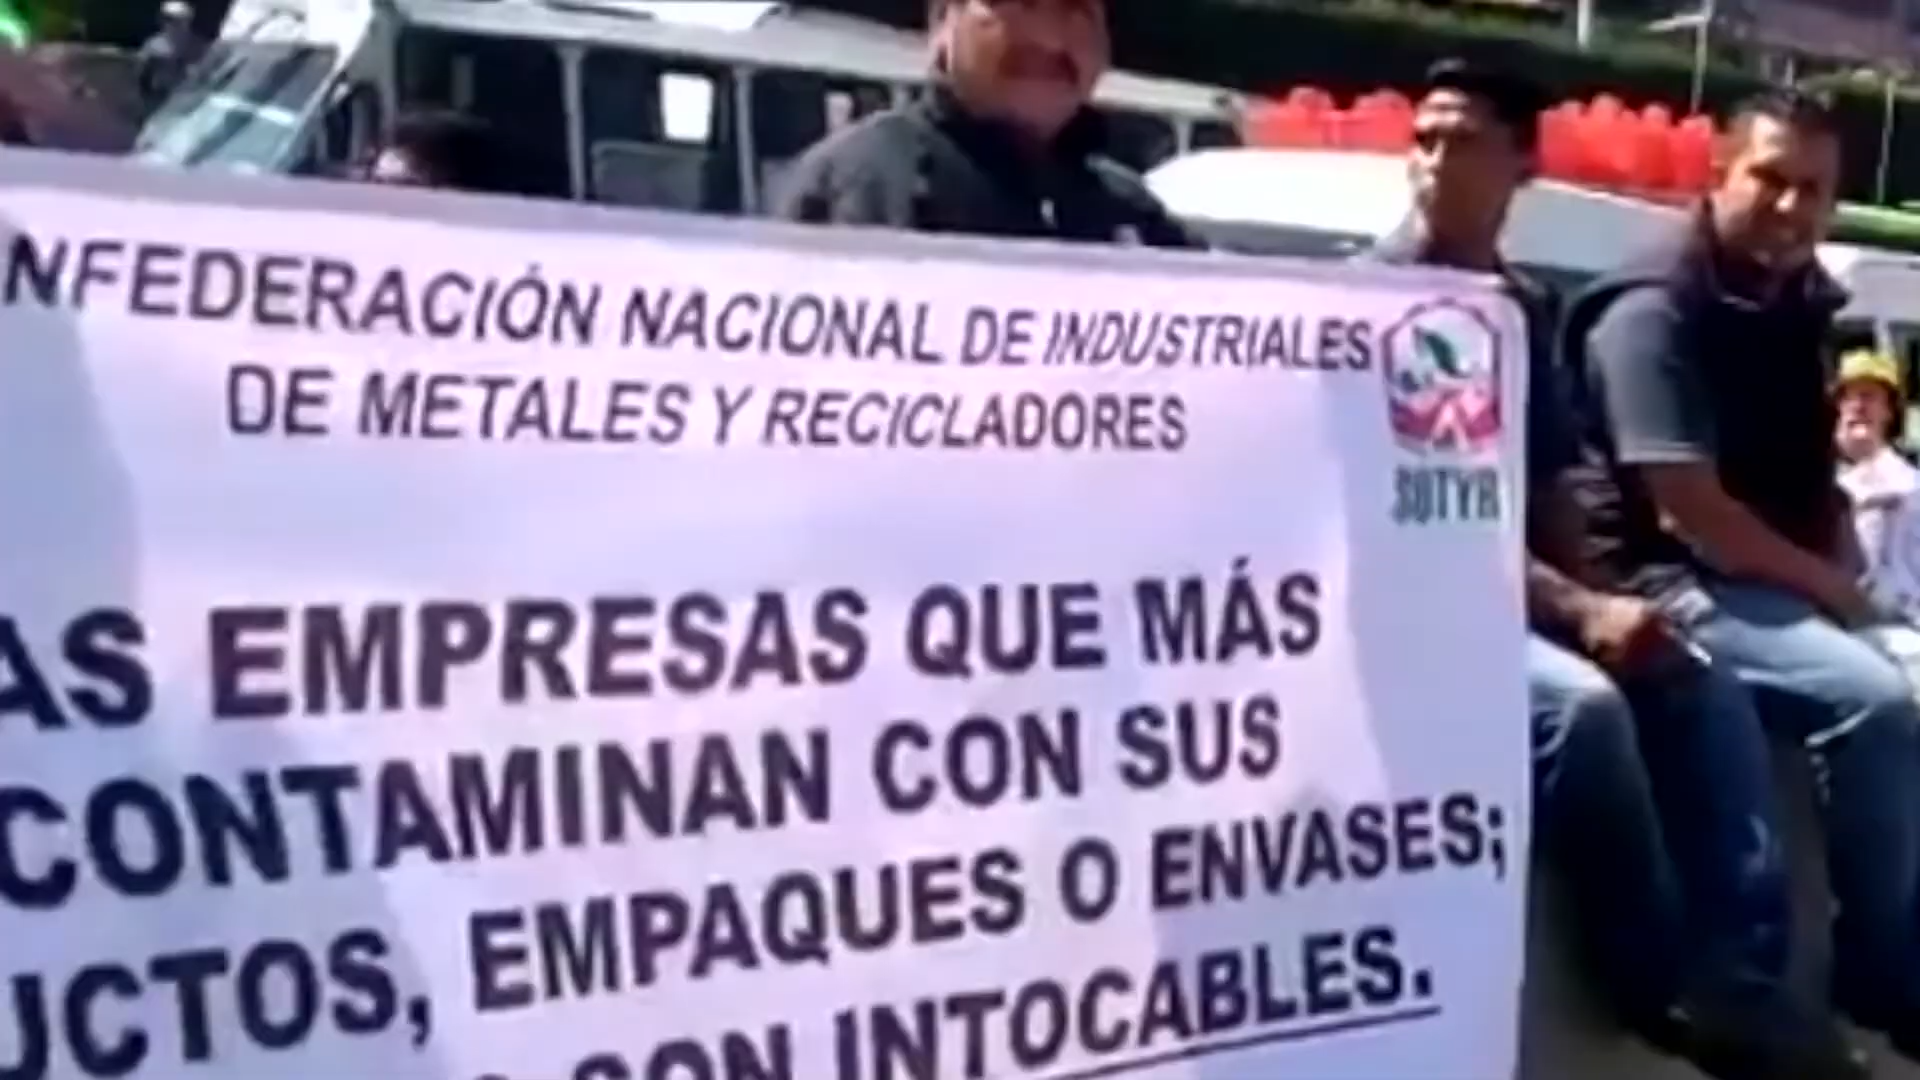 NFEDERACIÓN NACIONAL DE INDUSTRIALES
DE METALES Y RECICLADORES
SOTYR
AS EMPRESAS QUE MÁS
CONTAMINAN CON SUS
UCTOS, EMPAQUES O ENVASES;
SON INTOCABLES.